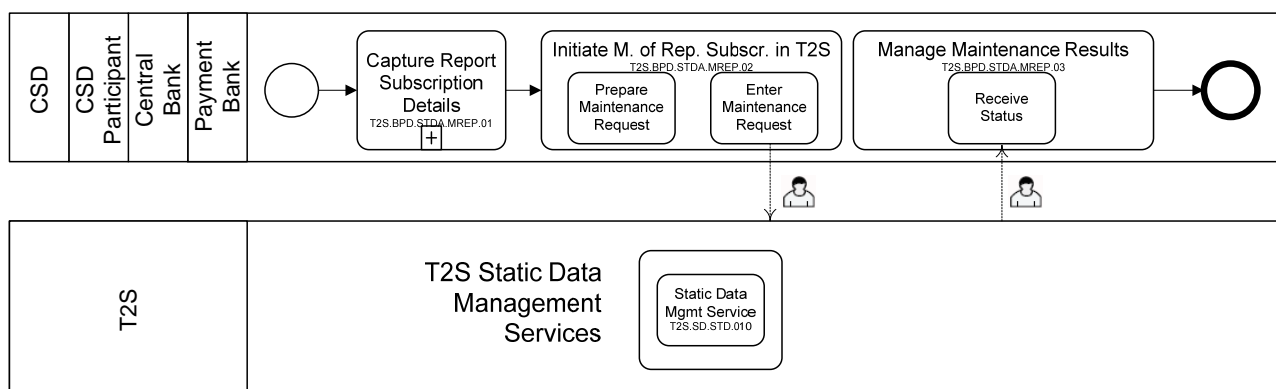 CSD
CSD
Participant
Central
Bank
Payment
Bank
Capture Report
Subscription
Details
T2S.BPD.STDA.MREP.01
Initiate M. of Rep. Subscr. in T2S
T2S.BPD.STDA.MREP.02
Prepare
Maintenance
Request
Enter
Maintenance
Request
Manage Maintenance Results
T2S.BPD.STDA.MREP.03
Receive
Status
T2S
T2S Static Data
Management
Services
Static Data
Mgmt Service
T2S.SD.STD.010